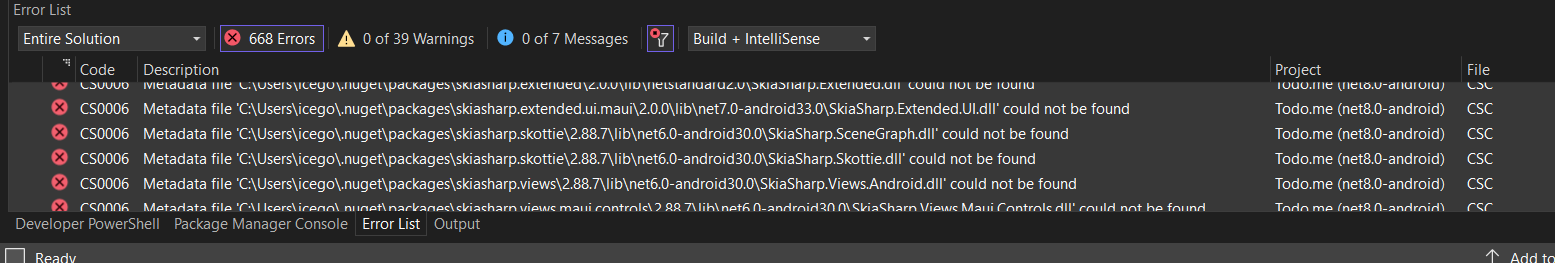 Error List
Entire Solution 668 Errors 0 of 39 Warnings 0 of 7 Messages Build + IntelliSense
Code Description Project File
CS0006 Metadata file 'C:\Users\icego\.nuget\packages\skiasharp.extended\2.0.0\lib\netstandard2.0\SkiaSharp.Extended.dll' could not be found Todo.me (net8.0-android) CSC
CS0006 Metadata file 'C:\Users\icego\.nuget\packages\skiasharp.extended.ui.maui\2.0.0\lib\net7.0-android33.0\SkiaSharp.Extended.UI.dll' could not be found Todo.me (net8.0-android) CSC
CS0006 Metadata file 'C:\Users\icego\.nuget\packages\skiasharp.skottie\2.88.7\lib\net6.0-android30.0\SkiaSharp.SceneGraph.dll' could not be found Todo.me (net8.0-android) CSC
CS0006 Metadata file 'C:\Users\icego\.nuget\packages\skiasharp.skottie\2.88.7\lib\net6.0-android30.0\SkiaSharp.Skottie.dll' could not be found Todo.me (net8.0-android) CSC
CS0006 Metadata file 'C:\Users\icego\.nuget\packages\skiasharp.views\2.88.7\lib\net6.0-android30.0\SkiaSharp.Views.Android.dll' could not be found Todo.me (net8.0-android) CSC
CS0006 Metadata file 'C:\Users\icego\.nuget\packages\skiasharp.views.maui.controls\2.88.7\lib\net6.0-android30.0\SkiaSharp.Views.Maui.Controls.dll' could not be found Todo.me (net8.0-android) CSC
Developer PowerShell Package Manager Console Error List Output
Ready Add to